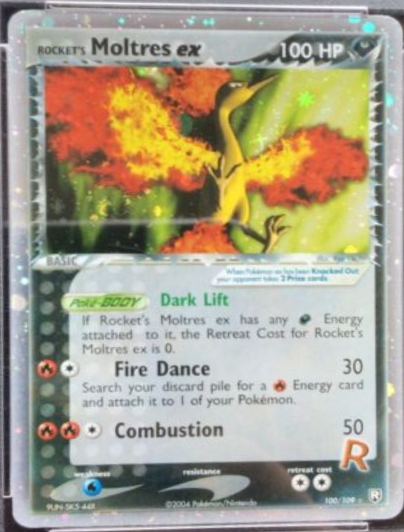 ROCKET'S Moltres ex 100 HP
BASIC
When Pokémon-ex has been Knocked Out
your opponent takes 2 Prize cards.
Poké-BODY Dark Lift
If Rocket's Moltres ex has any Energy
attached to it, the Retreat Cost for Rocket's
Moltres ex is 0.
Fire Dance 30
Search your discard pile for a Energy card
and attach it to 1 of your Pokémon.
Combustion 50
R
weakness resistance retreat cost
©2004 Pokémon/Nintendo 100/109 R